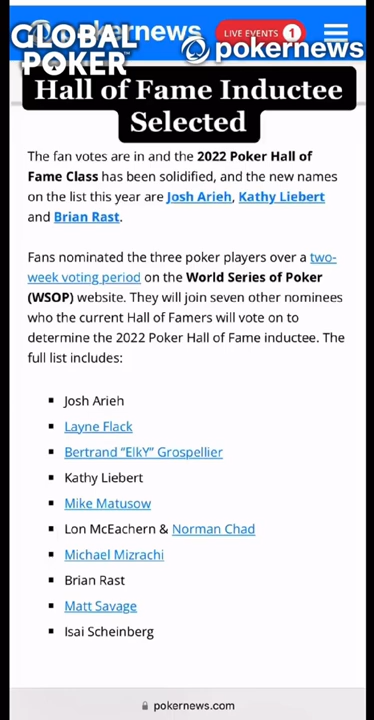 GLOBAL
POKER
pokernews
LIVE EVENTS 1
pokernews
Hall of Fame Inductee
Selected
The fan votes are in and the 2022 Poker Hall of
Fame Class has been solidified, and the new names
on the list this year are Josh Arieh, Kathy Liebert
and Brian Rast.
Fans nominated the three poker players over a two-
week voting period on the World Series of Poker
(WSOP) website. They will join seven other nominees
who the current Hall of Famers will vote on to
determine the 2022 Poker Hall of Fame inductee. The
full list includes:
Josh Arieh
Layne Flack
Bertrand “ElkY” Grospellier
Kathy Liebert
Mike Matusow
Lon McEachern & Norman Chad
Michael Mizrachi
Brian Rast
Matt Savage
Isai Scheinberg
pokernews.com